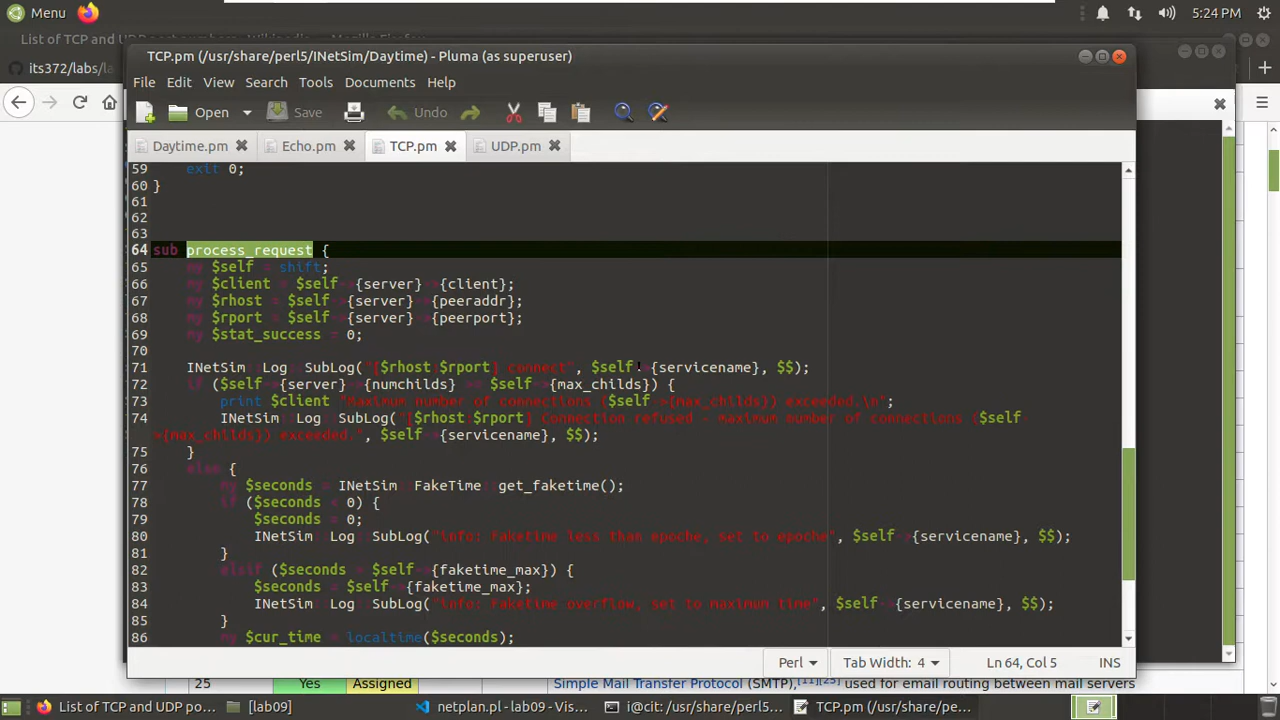 Menu
5:24 PM
List of TCP and UDP port numbers - Wikipedia - Mozilla Firefox
its372/labs/la
TCP.pm (/usr/share/perl5/INetSim/Daytime) - Pluma (as superuser)
File Edit View Search Tools Documents Help
Open Save Undo
Daytime.pm Echo.pm TCP.pm UDP.pm
59 exit 0;
60 }
61
62
63
64 sub process_request {
65 my $self = shift;
66 my $client = $self->{server}->{client};
67 my $rhost = $self->{server}->{peeraddr};
68 my $rport = $self->{server}->{peerport};
69 my $stat_success = 0;
70
71 INetSim::Log::SubLog("[$rhost:$rport] connect", $self->{servicename}, $$);
72 if ($self->{server}->{numchilds} >= $self->{max_childs}) {
73 print $client "Maximum number of connections ($self->{max_childs}) exceeded.\n";
74 INetSim::Log::SubLog("[$rhost:$rport] Connection refused - maximum number of connections ($self
->{max_childs}) exceeded.", $self->{servicename}, $$);
75 }
76 else {
77 my $seconds = INetSim::FakeTime::get_faketime();
78 if ($seconds < 0) {
79 $seconds = 0;
80 INetSim::Log::SubLog("info: Faketime less than epoche, set to epoche", $self->{servicename}, $$);
81 }
82 elsif ($seconds > $self->{faketime_max}) {
83 $seconds = $self->{faketime_max};
84 INetSim::Log::SubLog("info: Faketime overflow, set to maximum time", $self->{servicename}, $$);
85 }
86 my $cur_time = localtime($seconds);
Perl Tab Width: 4 Ln 64, Col 5 INS
25 Yes Assigned Simple Mail Transfer Protocol (SMTP),[11][25] used for email routing between mail servers
List of TCP and UDP po... [lab09] netplan.pl - lab09 - Vis... i@cit: /usr/share/perl5... TCP.pm (/usr/share/pe...